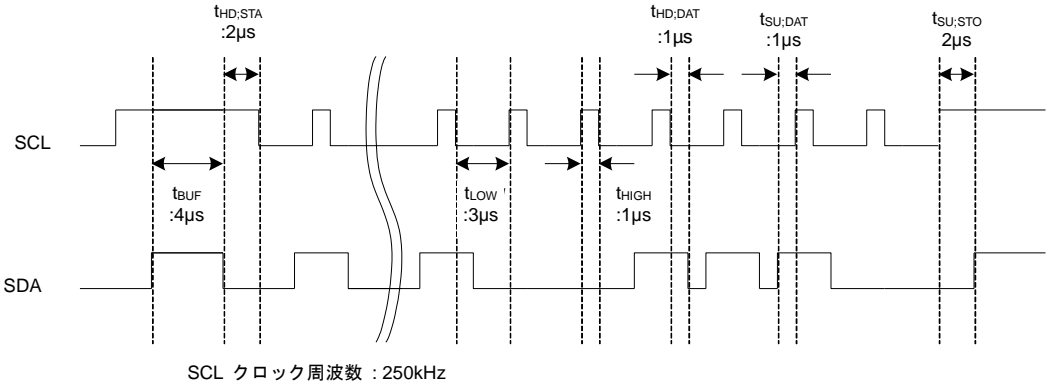 tHD;STA
:2µs
tHD;DAT
:1µs
tSU;DAT
:1µs
tSU;STO
2µs
SCL
tBUF
:4µs
tLOW
:3µs
tHIGH
:1µs
SDA
SCL クロック周波数 : 250kHz